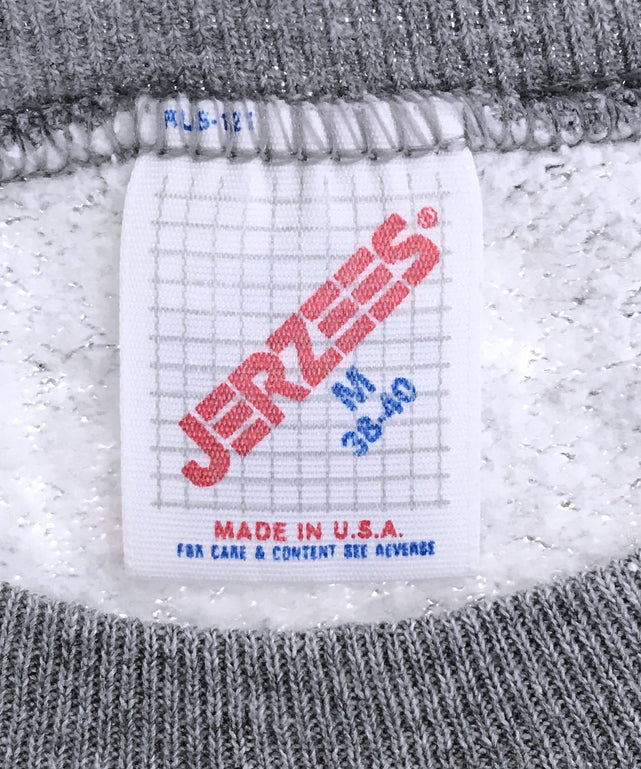 JERZEES®
M
38-40
MADE IN U.S.A.
FOR CARE & CONTENT SEE REVERSE